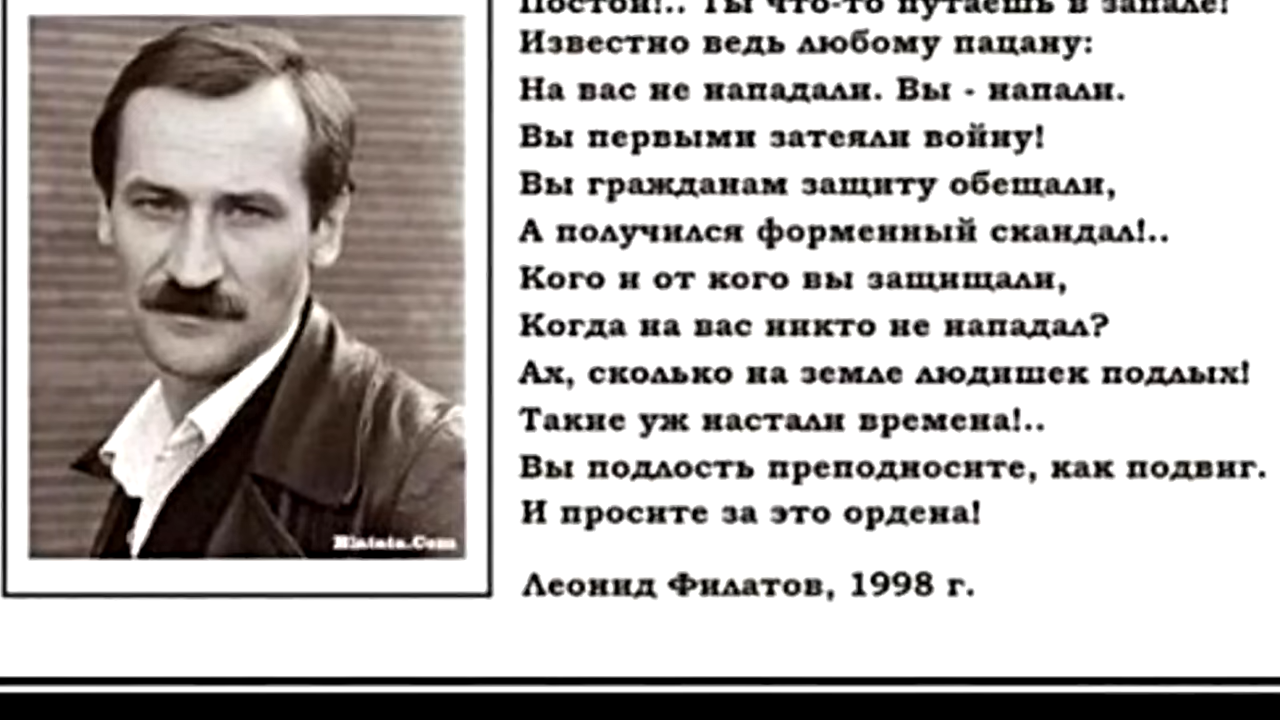 Постой!.. Ты что-то путаешь в запале!
Известно ведь любому пацану:
На вас не нападали. Вы - напали.
Вы первыми затеяли войну!
Вы гражданам защиту обещали,
А получился форменный скандал!..
Кого и от кого вы защищали,
Когда на вас никто не нападал?
Ах, сколько на земле людишек подлых!
Такие уж настали времена!..
Вы подлость преподносите, как подвиг.
И просите за это ордена!
Леонид Филатов, 1998 г.